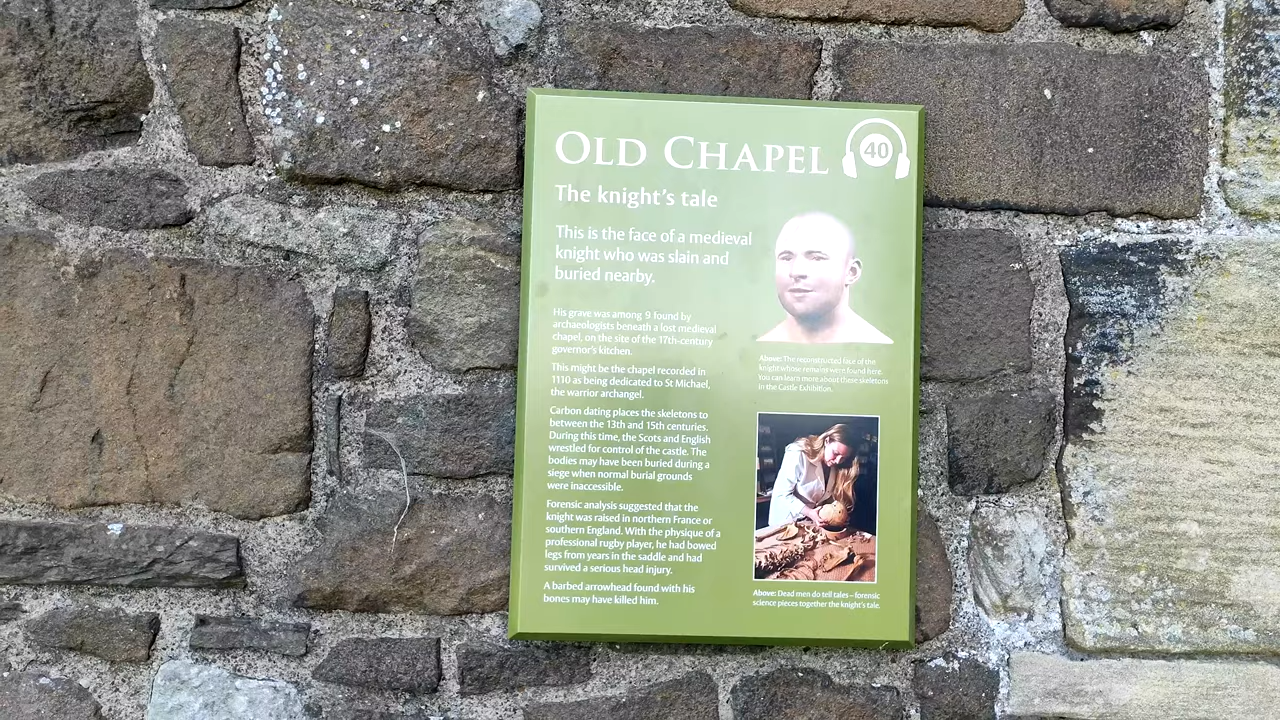 OLD CHAPEL
40
The knight's tale
This is the face of a medieval
knight who was slain and
buried nearby.
His grave was among 9 found by
archaeologists beneath a lost medieval
chapel, on the site of the 17th-century
governor's kitchen.
This might be the chapel recorded in
1110 as being dedicated to St Michael,
the warrior archangel.
Carbon dating places the skeletons to
between the 13th and 15th centuries.
During this time, the Scots and English
wrestled for control of the castle. The
bodies may have been buried during a
siege when normal burial grounds
were inaccessible.
Forensic analysis suggested that the
knight was raised in northern France or
southern England. With the physique of a
professional rugby player, he had bowed
legs from years in the saddle and had
survived a serious head injury.
A barbed arrowhead found with his
bones may have killed him.
Above: The reconstructed face of the
knight whose remains were found here.
You can learn more about these skeletons
in the Castle Exhibition.
Above: Dead men do tell tales – forensic
science pieces together the knight's tale.